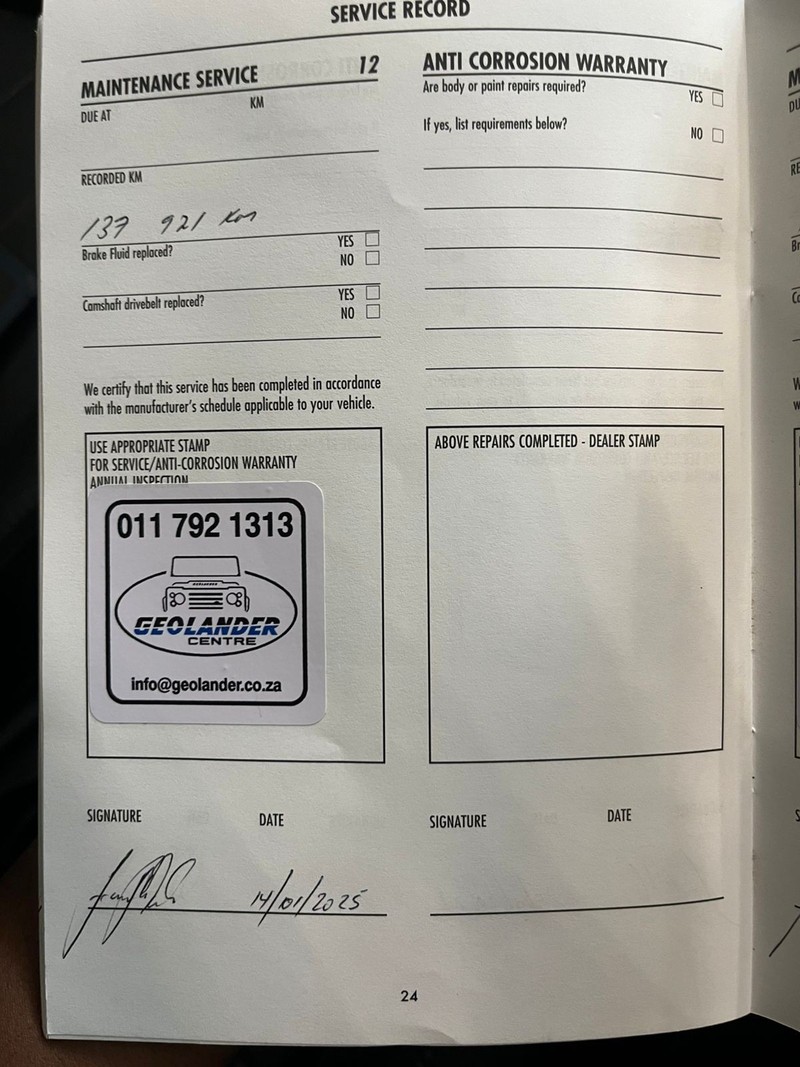 SERVICE RECORD
MAINTENANCE SERVICE 12
DUE AT KM
RECORDED KM
137 921 Km
Brake Fluid replaced? YES
NO
Camshaft drivebelt replaced? YES
NO
We certify that this service has been completed in accordance
with the manufacturer's schedule applicable to your vehicle.
USE APPROPRIATE STAMP
FOR SERVICE/ANTI-CORROSION WARRANTY
ANNUAL INSPECTION
011 792 1313
GEOLANDER
CENTRE
info@geolander.co.za
SIGNATURE DATE
14/01/2025
ANTI CORROSION WARRANTY
Are body or paint repairs required? YES
If yes, list requirements below? NO
ABOVE REPAIRS COMPLETED - DEALER STAMP
SIGNATURE DATE
24